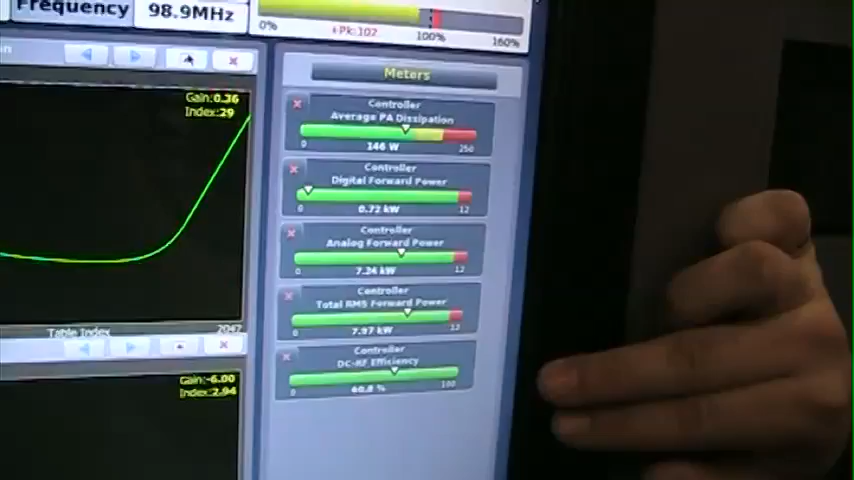 Frequency
98.9MHz
0%
+Pk:102
100%
160%
Gain:0.36
Index:29
Table Index
2047
Gain:-6.00
Index:2.94
Meters
Controller
Average PA Dissipation
0
146 W
250
Controller
Digital Forward Power
0
0.72 kW
12
Controller
Analog Forward Power
0
7.24 kW
12
Controller
Total RMS Forward Power
0
7.97 kW
12
Controller
DC-RF Efficiency
0
60.8 %
100